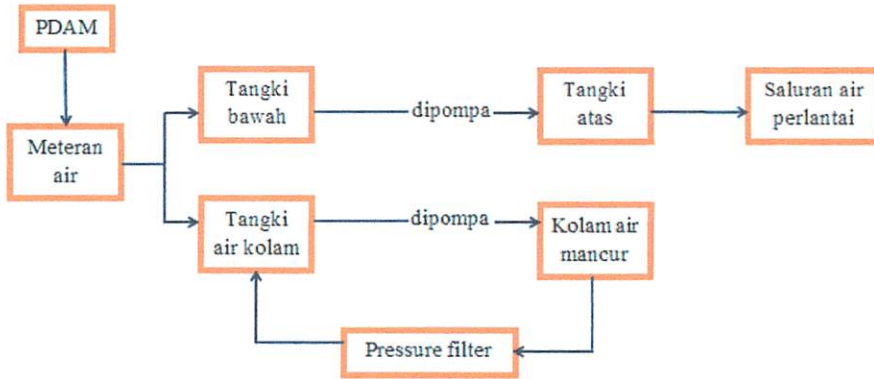 PDAM
Tangki
bawah
dipompa
Tangki
atas
Saluran air
perlantai
Meteran
air
Tangki
air kolam
dipompa
Kolam air
mancur
Pressure filter